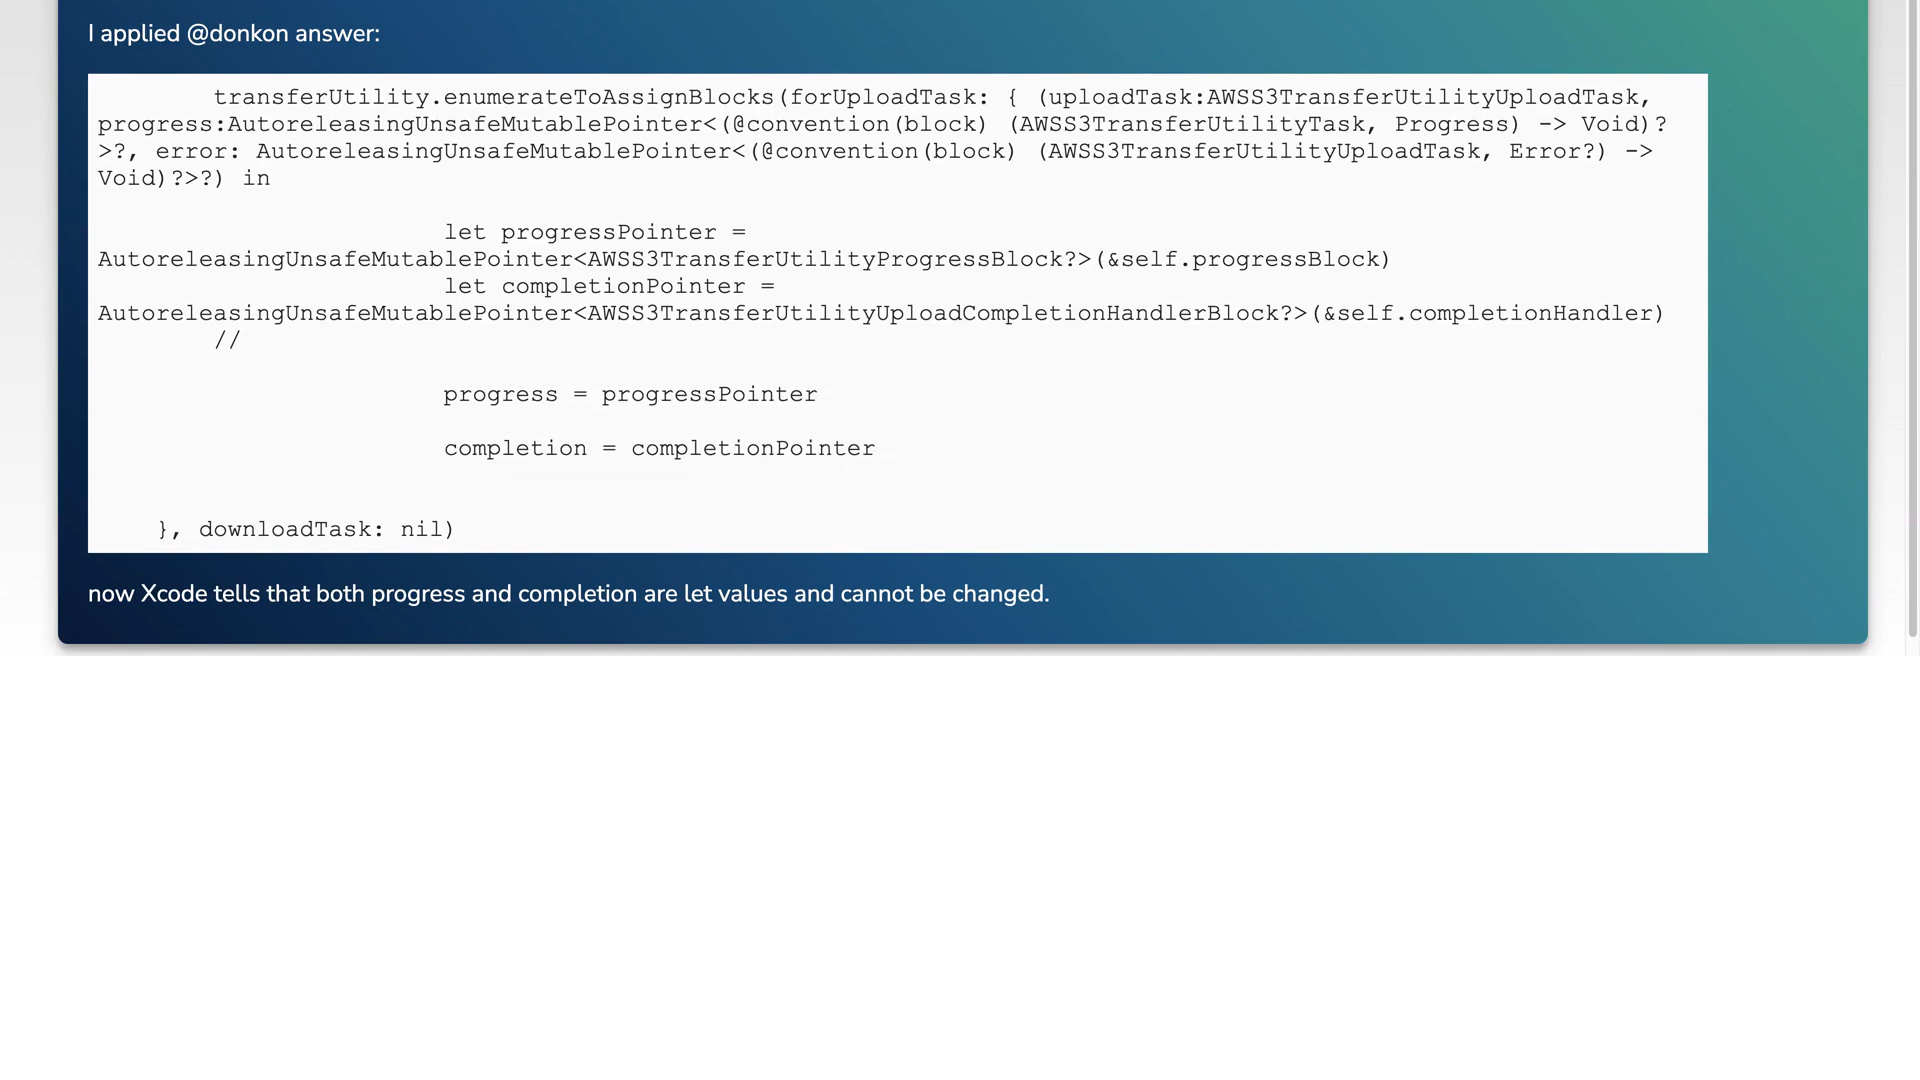 I applied @donkon answer:
transferUtility.enumerateToAssignBlocks(forUploadTask: { (uploadTask:AWSS3TransferUtilityUploadTask,
progress:AutoreleasingUnsafeMutablePointer<(@convention(block) (AWSS3TransferUtilityTask, Progress) -> Void)?
>?, error: AutoreleasingUnsafeMutablePointer<(@convention(block) (AWSS3TransferUtilityUploadTask, Error?) ->
Void)?>?) in
let progressPointer =
AutoreleasingUnsafeMutablePointer<AWSS3TransferUtilityProgressBlock?>(&self.progressBlock)
let completionPointer =
AutoreleasingUnsafeMutablePointer<AWSS3TransferUtilityUploadCompletionHandlerBlock?>(&self.completionHandler)
//
progress = progressPointer
completion = completionPointer
}, downloadTask: nil)
now Xcode tells that both progress and completion are let values and cannot be changed.